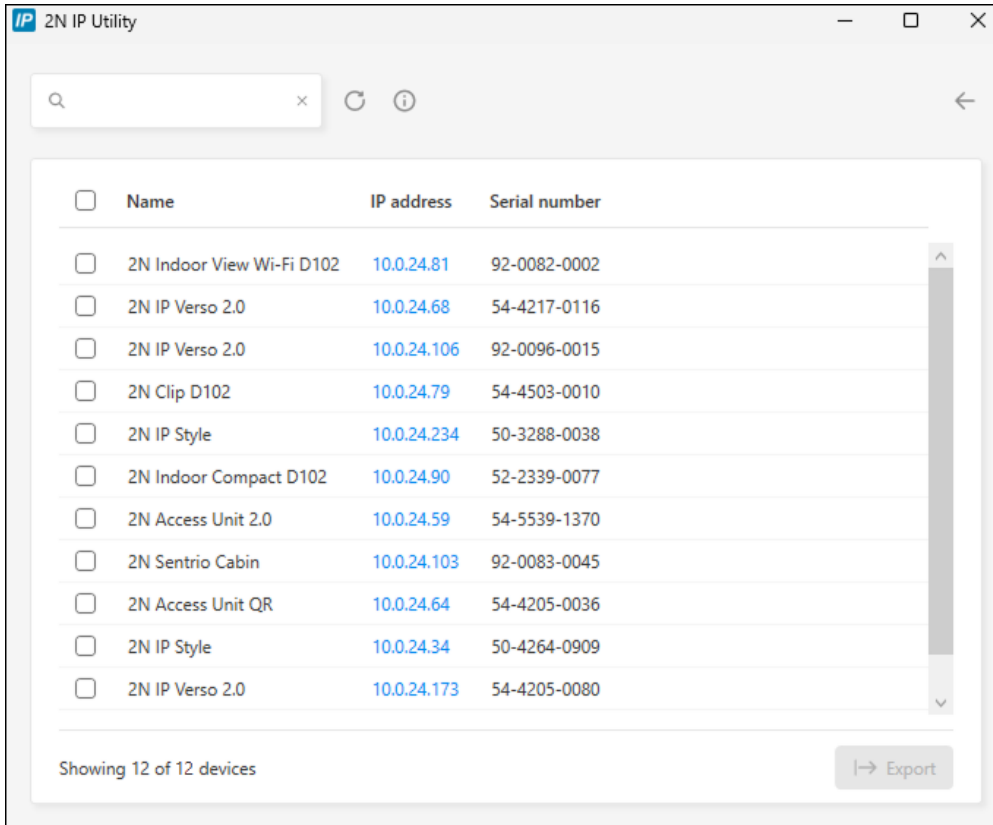 IP 2N IP Utility
Name IP address Serial number
2N Indoor View Wi-Fi D102 10.0.24.81 92-0082-0002
2N IP Verso 2.0 10.0.24.68 54-4217-0116
2N IP Verso 2.0 10.0.24.106 92-0096-0015
2N Clip D102 10.0.24.79 54-4503-0010
2N IP Style 10.0.24.234 50-3288-0038
2N Indoor Compact D102 10.0.24.90 52-2339-0077
2N Access Unit 2.0 10.0.24.59 54-5539-1370
2N Sentrio Cabin 10.0.24.103 92-0083-0045
2N Access Unit QR 10.0.24.64 54-4205-0036
2N IP Style 10.0.24.34 50-4264-0909
2N IP Verso 2.0 10.0.24.173 54-4205-0080
Showing 12 of 12 devices Export